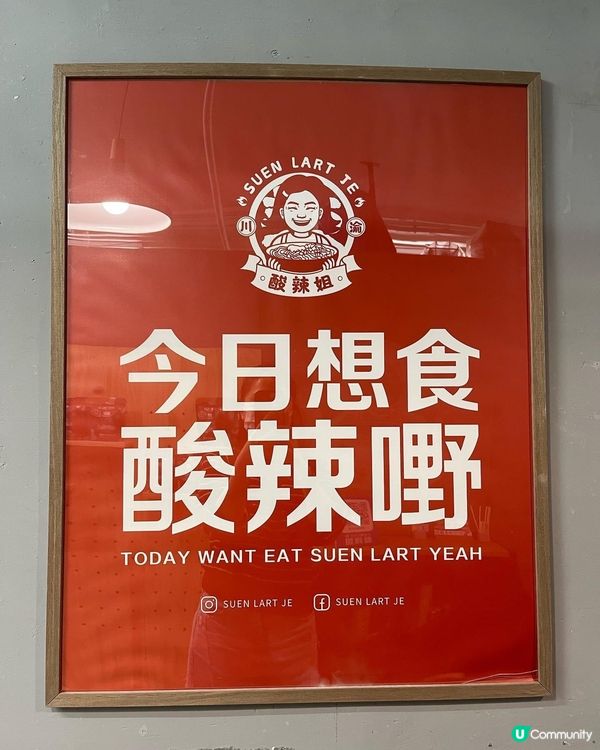 SUEN LART JE
川 渝
酸辣姐
今日想食
酸辣嘢
TODAY WANT EAT SUEN LART YEAH
SUEN LART JE SUEN LART JE
U Community